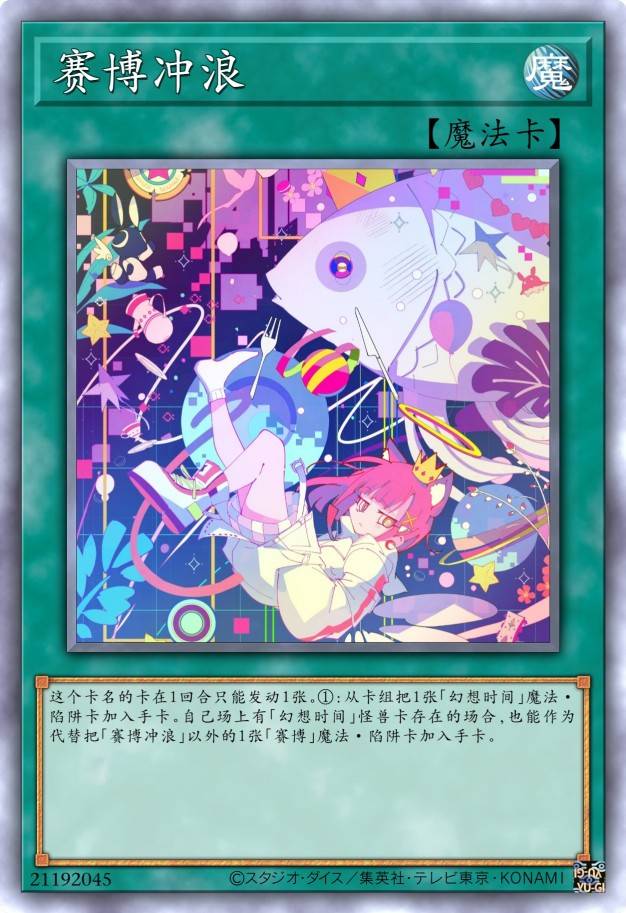 赛博冲浪
魔
【魔法卡】
这个卡名的卡在1回合只能发动1张。①:从卡组把1张「幻想时间」魔法・
陷阱卡加入手卡。自己场上有「幻想时间」怪兽卡存在的场合,也能作为
代替把「赛博冲浪」以外的1张「赛博」魔法・陷阱卡加入手卡。
21192045
©スタジオ・ダイス／集英社・テレビ東京・KONAMI